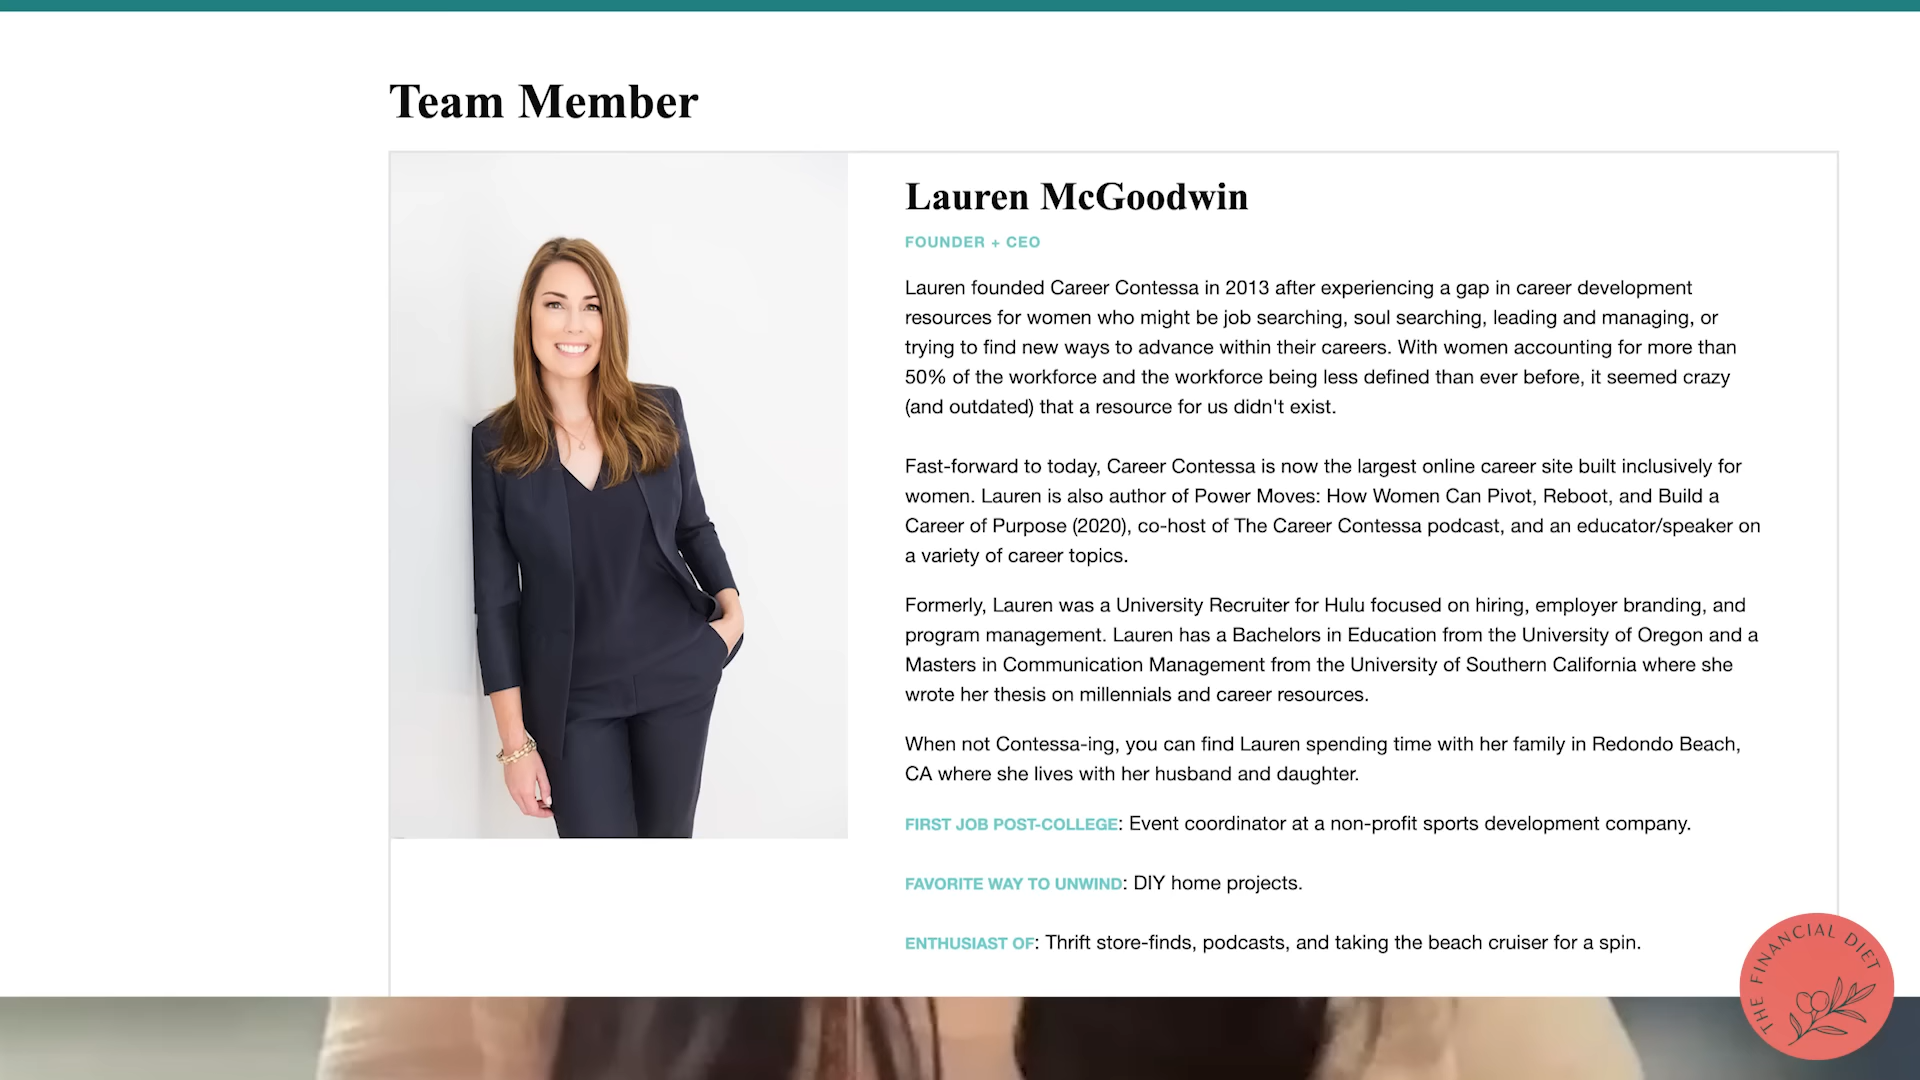 Team Member
Lauren McGoodwin
FOUNDER + CEO
Lauren founded Career Contessa in 2013 after experiencing a gap in career development
resources for women who might be job searching, soul searching, leading and managing, or
trying to find new ways to advance within their careers. With women accounting for more than
50% of the workforce and the workforce being less defined than ever before, it seemed crazy
(and outdated) that a resource for us didn't exist.
Fast-forward to today, Career Contessa is now the largest online career site built inclusively for
women. Lauren is also author of Power Moves: How Women Can Pivot, Reboot, and Build a
Career of Purpose (2020), co-host of The Career Contessa podcast, and an educator/speaker on
a variety of career topics.
Formerly, Lauren was a University Recruiter for Hulu focused on hiring, employer branding, and
program management. Lauren has a Bachelors in Education from the University of Oregon and a
Masters in Communication Management from the University of Southern California where she
wrote her thesis on millennials and career resources.
When not Contessa-ing, you can find Lauren spending time with her family in Redondo Beach,
CA where she lives with her husband and daughter.
FIRST JOB POST-COLLEGE: Event coordinator at a non-profit sports development company.
FAVORITE WAY TO UNWIND: DIY home projects.
ENTHUSIAST OF: Thrift store-finds, podcasts, and taking the beach cruiser for a spin.
THE FINANCIAL DIET